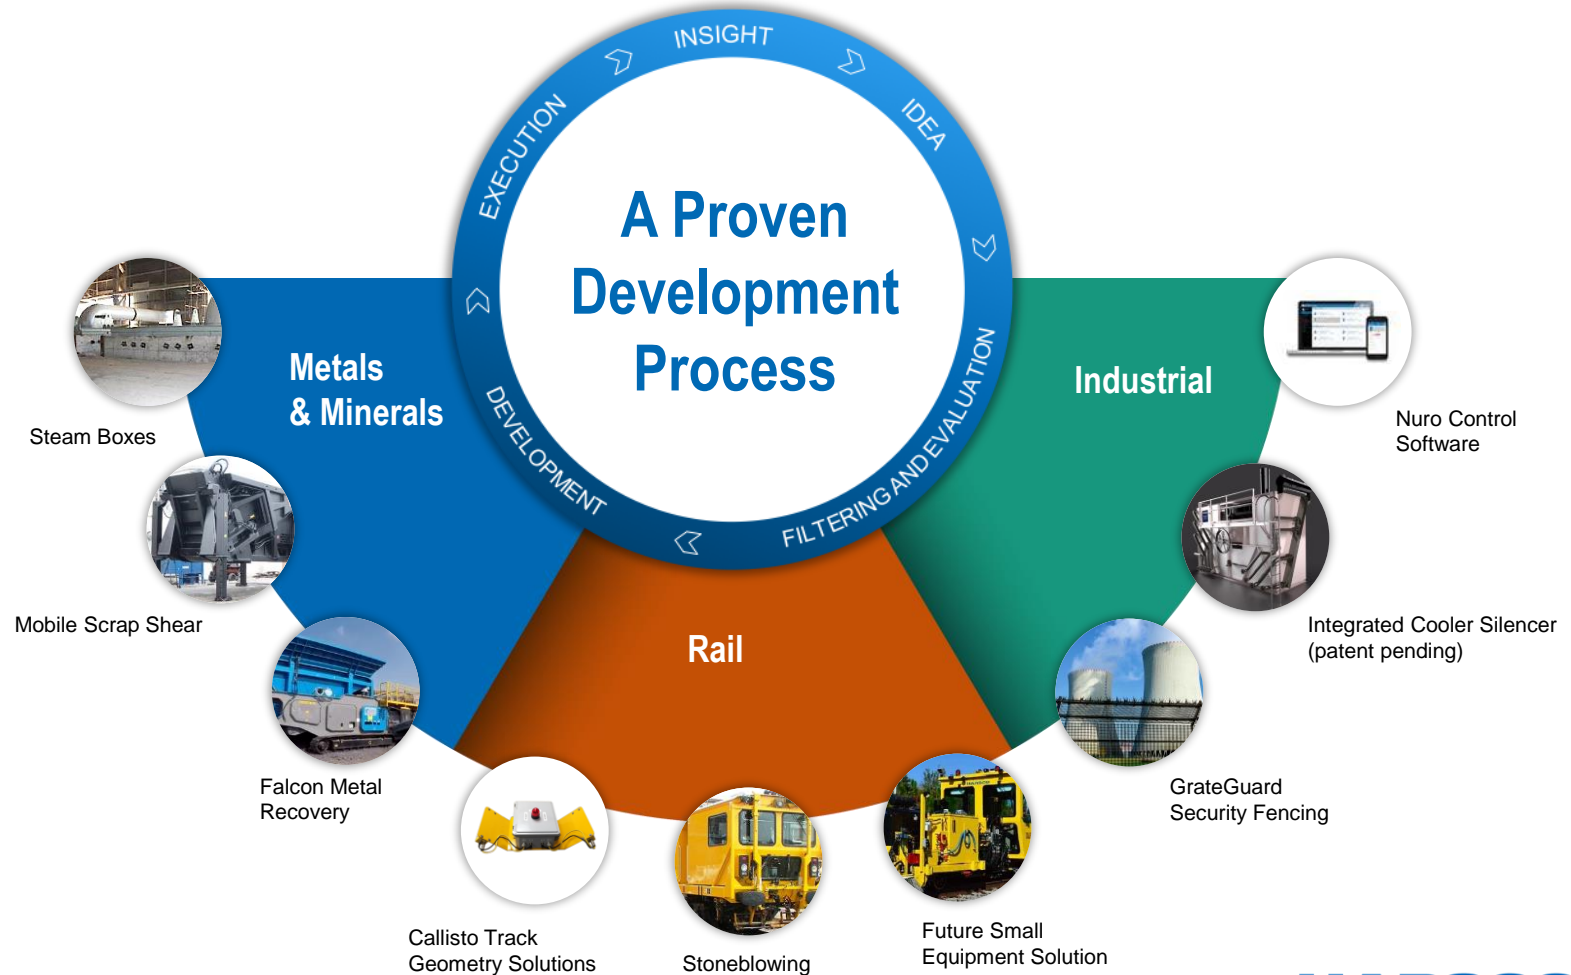 INSIGHT
IDEA
FILTERING AND EVALUATION
DEVELOPMENT
EXECUTION
A Proven
Development
Process
Metals
& Minerals
Rail
Industrial
Steam Boxes
Mobile Scrap Shear
Falcon Metal
Recovery
Callisto Track
Geometry Solutions
Stoneblowing
Future Small
Equipment Solution
GrateGuard
Security Fencing
Integrated Cooler Silencer
(patent pending)
Nuro Control
Software